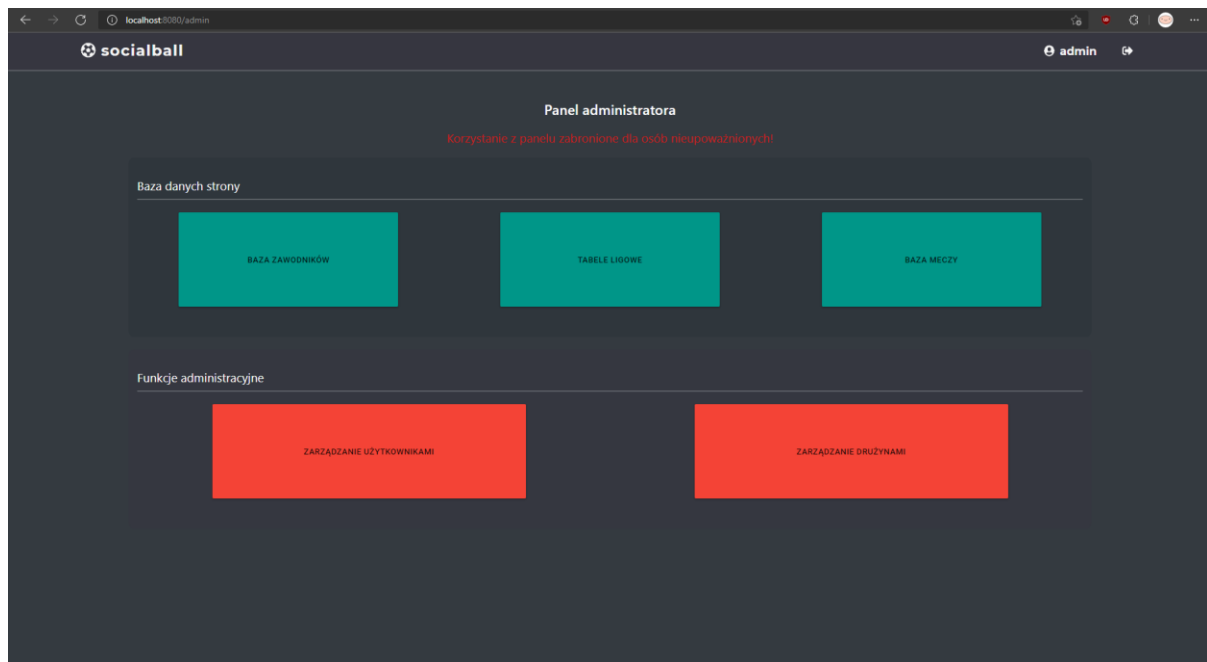 localhost:8080/admin
socialball
admin
Panel administratora
Korzystanie z panelu zabronione dla osób nieupoważnionych!
Baza danych strony
BAZA ZAWODNIKÓW
TABELE LIGOWE
BAZA MECZY
Funkcje administracyjne
ZARZĄDZANIE UŻYTKOWNIKAMI
ZARZĄDZANIE DRUŻYNAMI